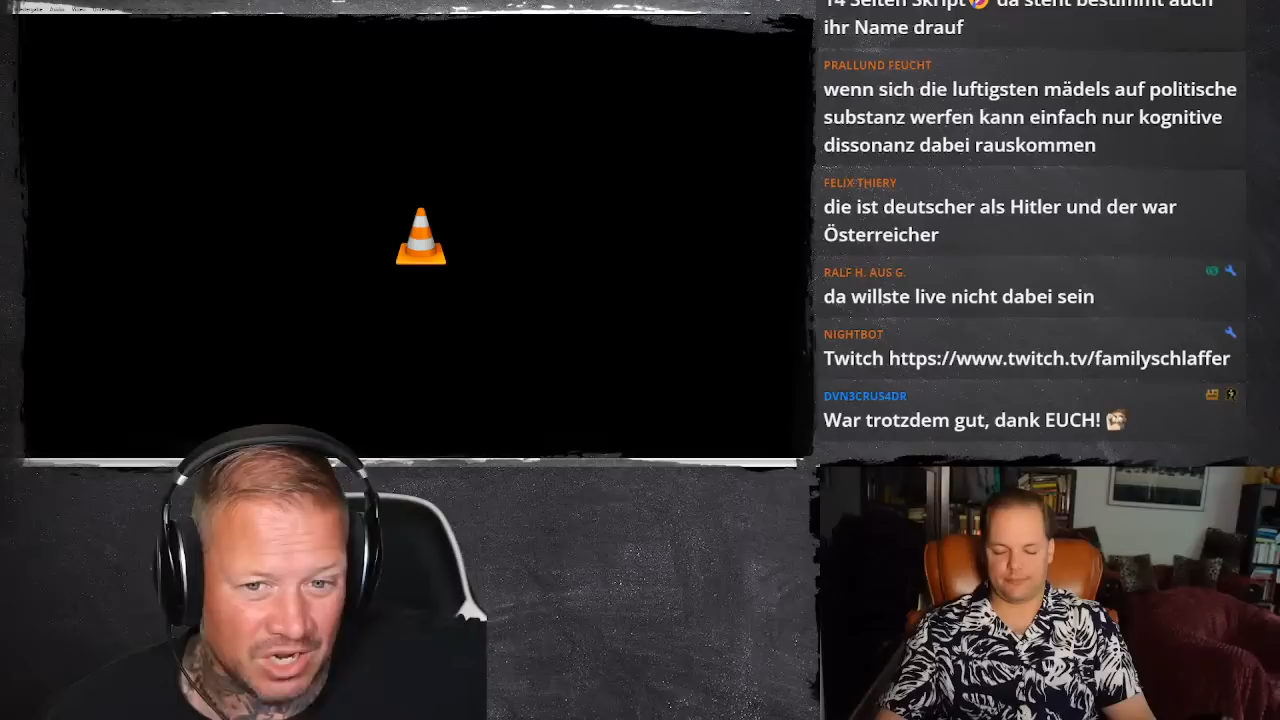 14 Seiten Skript🤣 da steht bestimmt auch
ihr Name drauf
PRALLUND FEUCHT
wenn sich die luftigsten mädels auf politische
substanz werfen kann einfach nur kognitive
dissonanz dabei rauskommen
FELIX THIERY
die ist deutscher als Hitler und der war
Österreicher
RALF H. AUS G.
da willste live nicht dabei sein
NIGHTBOT
Twitch https://www.twitch.tv/familyschlaffer
DVN3CRUS4DR
War trotzdem gut, dank EUCH!